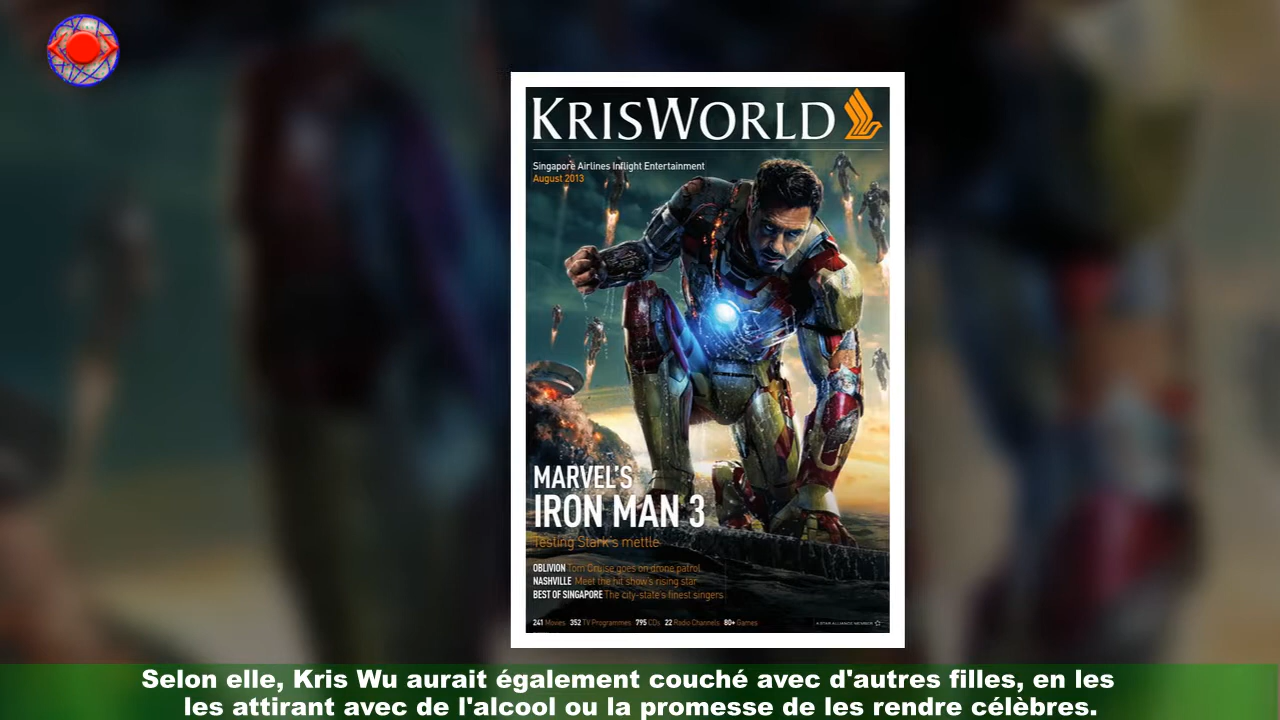 KRISWORLD
Singapore Airlines Inflight Entertainment
August 2013
MARVEL'S
IRON MAN 3
Testing Stark's mettle
OBLIVION Tom Cruise goes on drone patrol
NASHVILLE Meet the hit show's rising star
BEST OF SINGAPORE The city-state's finest singers
241 Movies 352 TV Programmes 795 CDs 22 Radio Channels 80+ Games
A STAR ALLIANCE MEMBER
Selon elle, Kris Wu aurait également couché avec d'autres filles, en les
les attirant avec de l'alcool ou la promesse de les rendre célèbres.